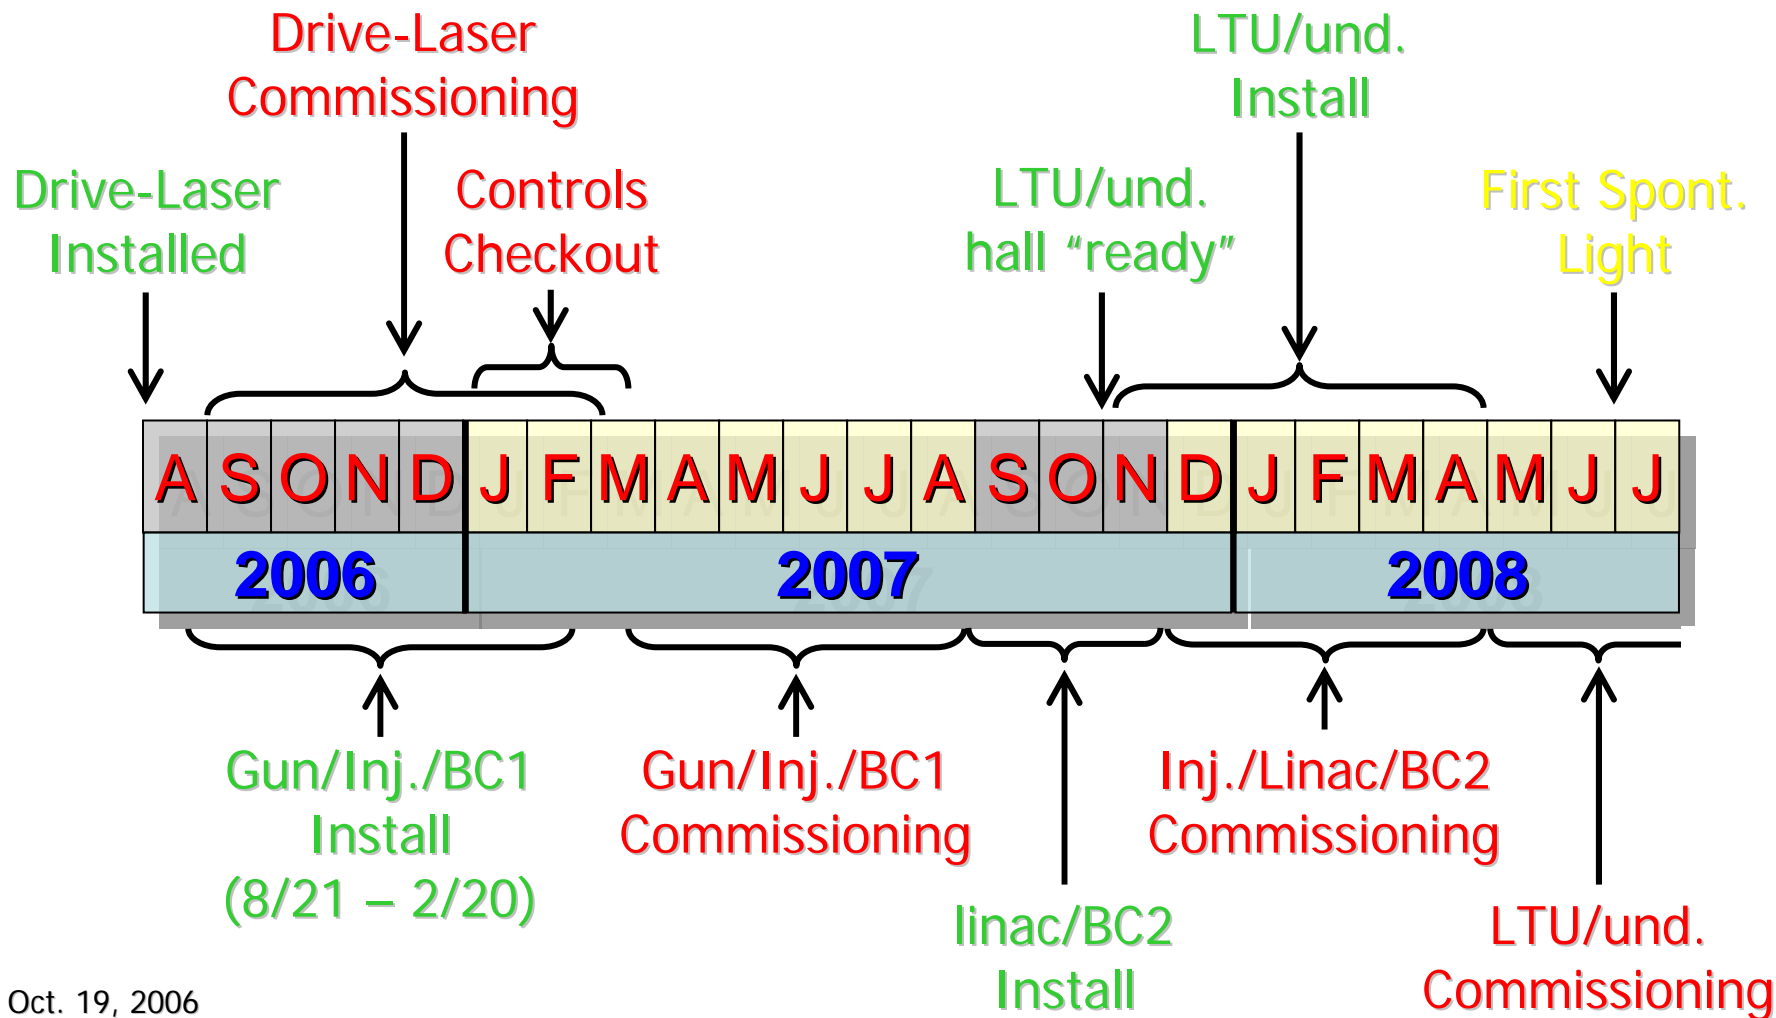 Drive-Laser
Commissioning
LTU/und.
Install
Drive-Laser
Installed
Controls
Checkout
LTU/und.
hall “ready”
First Spont.
Light
A S O N D J F M A M J J A S O N D J F M A M J J
2006 2007 2008
Gun/Inj./BC1
Install
(8/21 – 2/20)
Gun/Inj./BC1
Commissioning
linac/BC2
Install
Inj./Linac/BC2
Commissioning
LTU/und.
Commissioning
Oct. 19, 2006